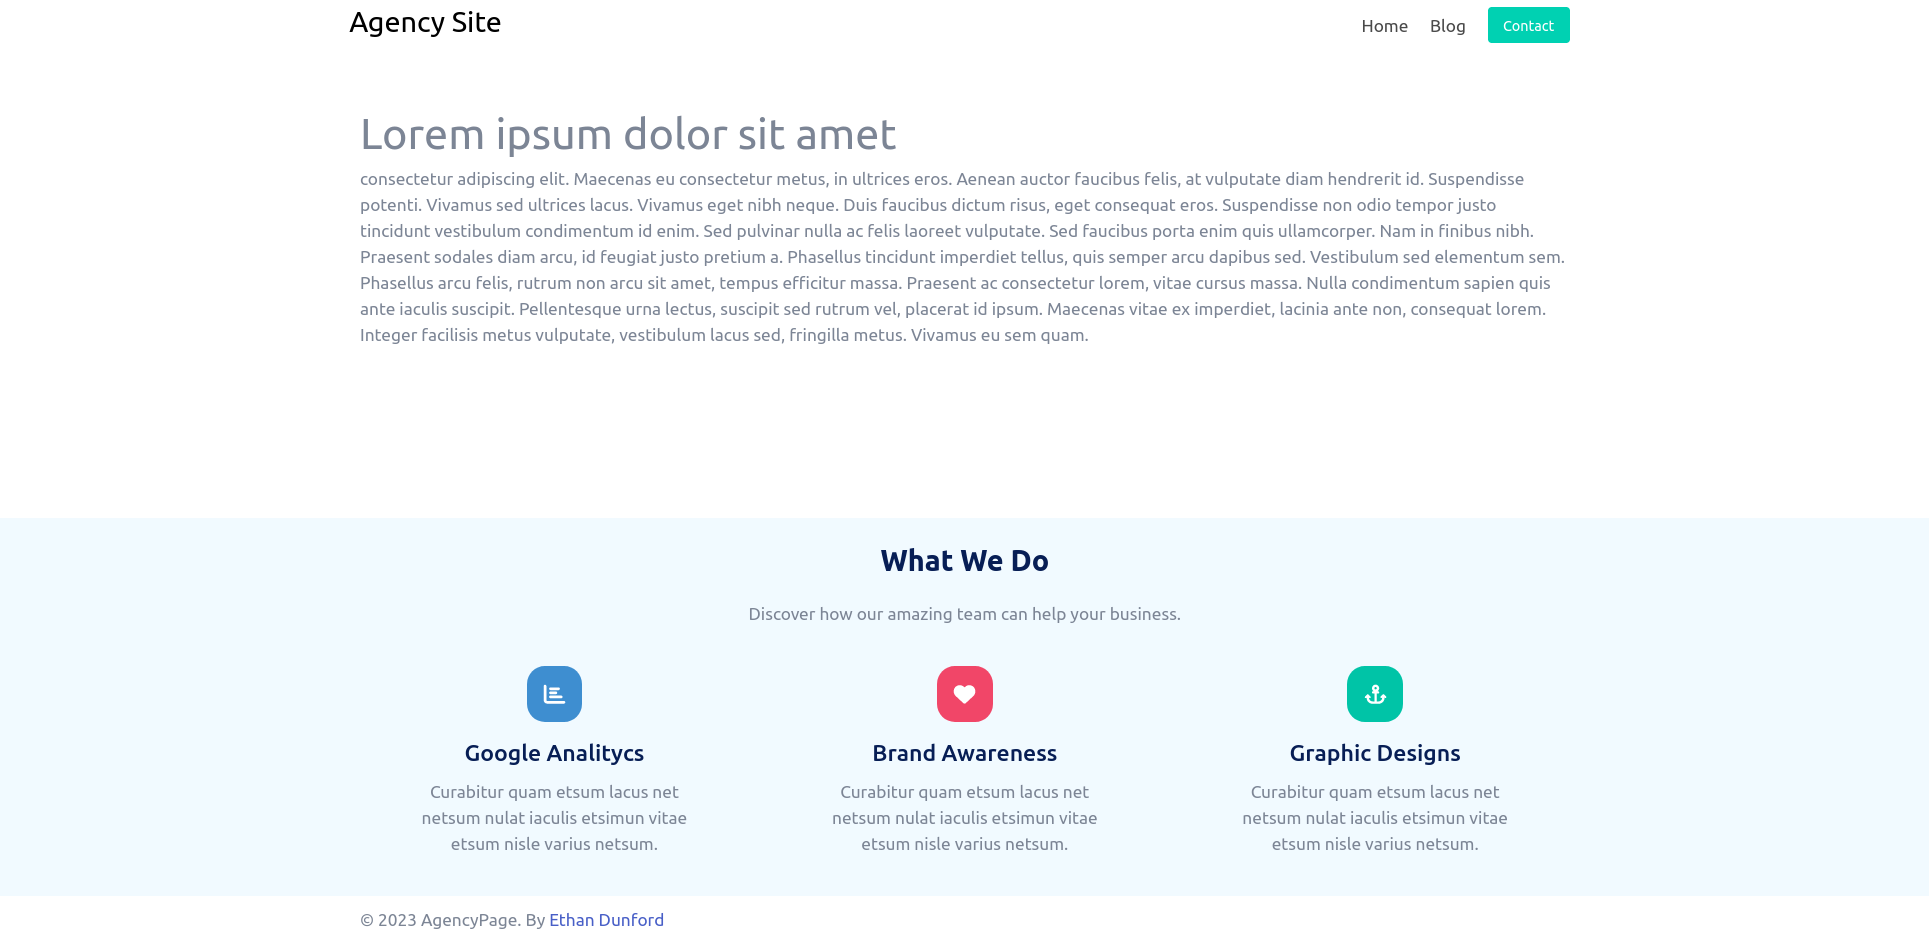 Agency Site
Home Blog Contact
Lorem ipsum dolor sit amet
consectetur adipiscing elit. Maecenas eu consectetur metus, in ultrices eros. Aenean auctor faucibus felis, at vulputate diam hendrerit id. Suspendisse
potenti. Vivamus sed ultrices lacus. Vivamus eget nibh neque. Duis faucibus dictum risus, eget consequat eros. Suspendisse non odio tempor justo
tincidunt vestibulum condimentum id enim. Sed pulvinar nulla ac felis laoreet vulputate. Sed faucibus porta enim quis ullamcorper. Nam in finibus nibh.
Praesent sodales diam arcu, id feugiat justo pretium a. Phasellus tincidunt imperdiet tellus, quis semper arcu dapibus sed. Vestibulum sed elementum sem.
Phasellus arcu felis, rutrum non arcu sit amet, tempus efficitur massa. Praesent ac consectetur lorem, vitae cursus massa. Nulla condimentum sapien quis
ante iaculis suscipit. Pellentesque urna lectus, suscipit sed rutrum vel, placerat id ipsum. Maecenas vitae ex imperdiet, lacinia ante non, consequat lorem.
Integer facilisis metus vulputate, vestibulum lacus sed, fringilla metus. Vivamus eu sem quam.
What We Do
Discover how our amazing team can help your business.
Google Analitycs
Curabitur quam etsum lacus net
netsum nulat iaculis etsimun vitae
etsum nisle varius netsum.
Brand Awareness
Curabitur quam etsum lacus net
netsum nulat iaculis etsimun vitae
etsum nisle varius netsum.
Graphic Designs
Curabitur quam etsum lacus net
netsum nulat iaculis etsimun vitae
etsum nisle varius netsum.
© 2023 AgencyPage. By Ethan Dunford